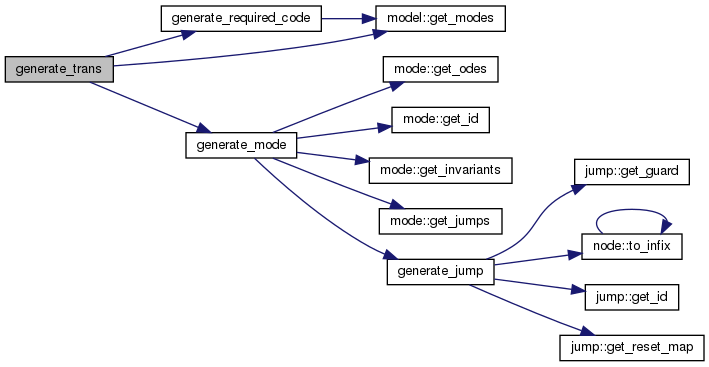 generate_trans
generate_required_code
model::get_modes
generate_mode
mode::get_odes
mode::get_id
mode::get_invariants
mode::get_jumps
generate_jump
jump::get_guard
node::to_infix
jump::get_id
jump::get_reset_map